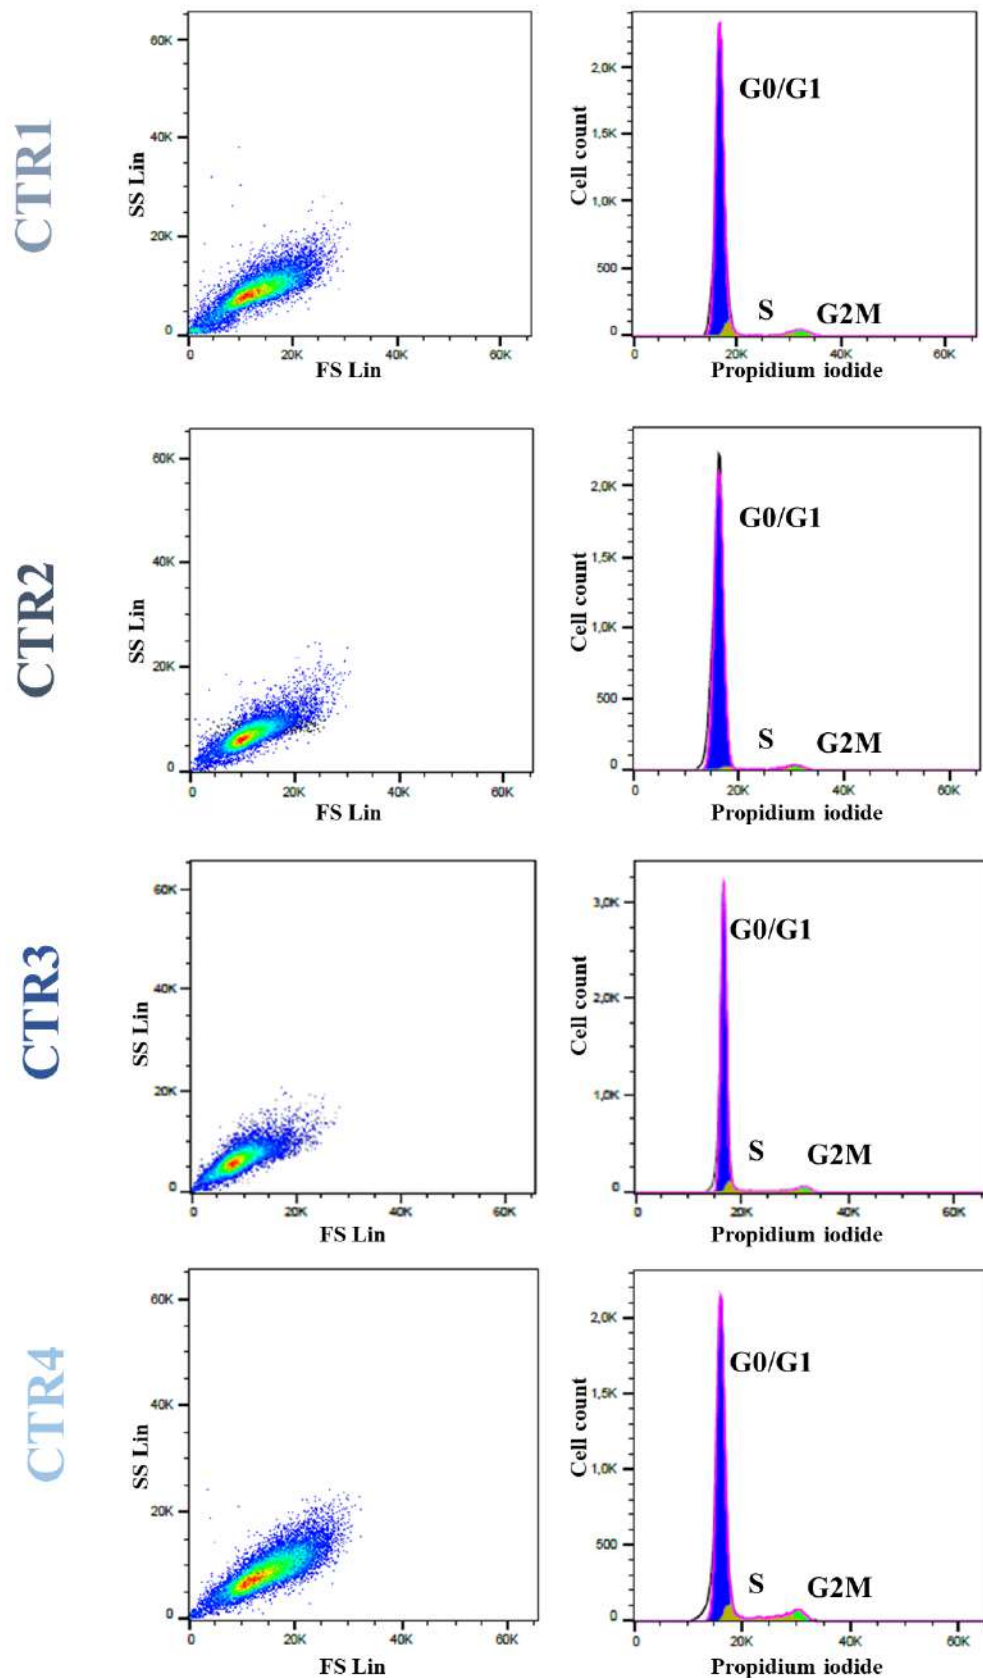 CTR1
SS Lin
60K
40K
20K
0
0
20K
40K
60K
FS Lin
Cell count
2,0K
1,5K
1,0K
500
0
G0/G1
S
G2M
0
20K
40K
60K
Propidium iodide
CTR2
SS Lin
60K
40K
20K
0
0
20K
40K
60K
FS Lin
Cell count
2,0K
1,5K
1,0K
500
0
G0/G1
S
G2M
0
20K
40K
60K
Propidium iodide
CTR3
SS Lin
60K
40K
20K
0
0
20K
40K
60K
FS Lin
Cell count
3,0K
2,0K
1,0K
0
G0/G1
S
G2M
0
20K
40K
60K
Propidium iodide
CTR4
SS Lin
60K
40K
20K
0
0
20K
40K
60K
FS Lin
Cell count
2,0K
1,5K
1,0K
500
0
G0/G1
S
G2M
0
20K
40K
60K
Propidium iodide